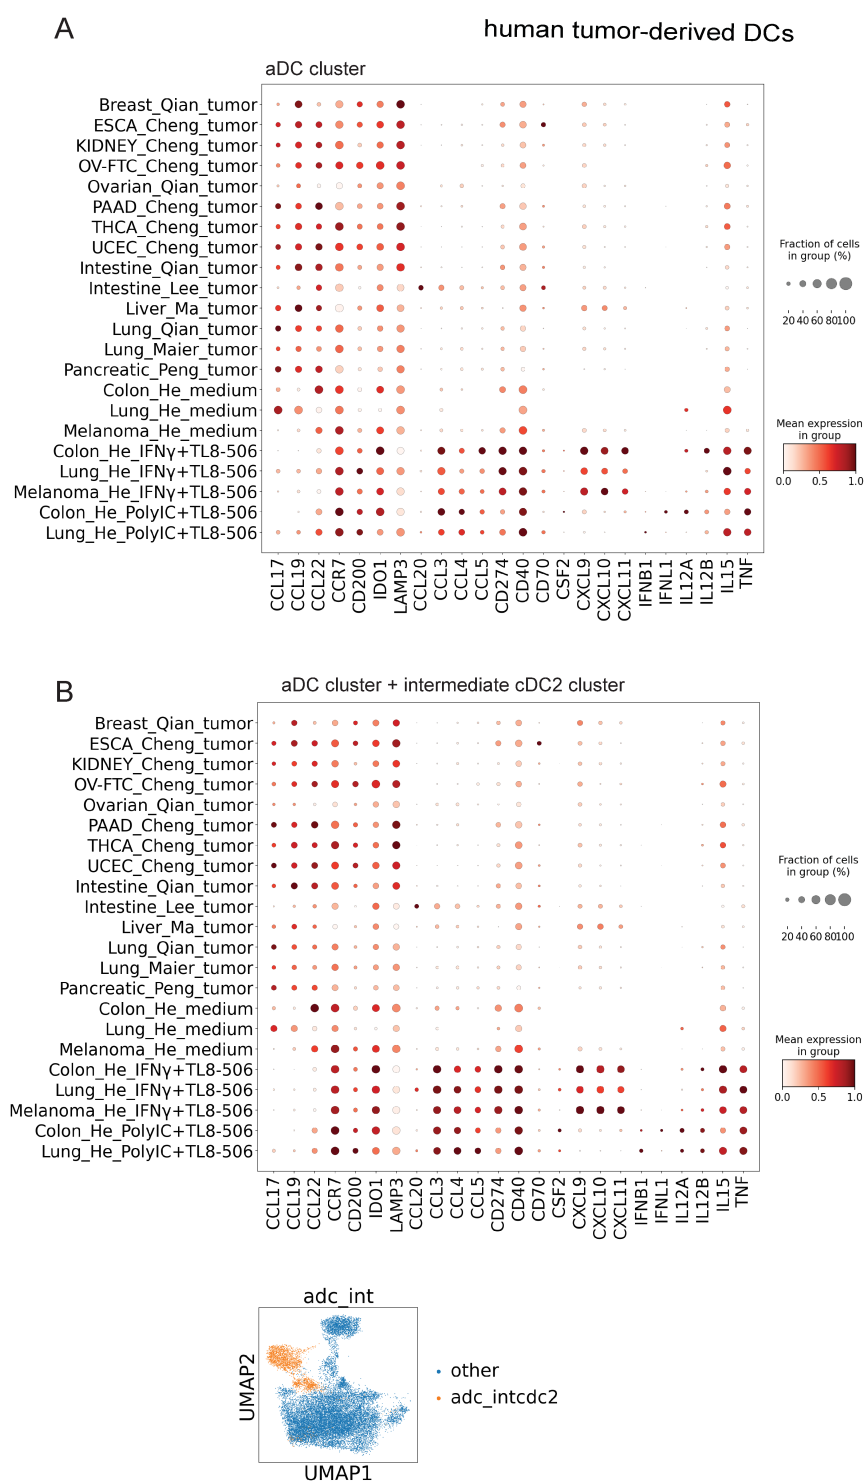 A
human tumor-derived DCs
aDC cluster
Breast_Qian_tumor
ESCA_Cheng_tumor
KIDNEY_Cheng_tumor
OV-FTC_Cheng_tumor
Ovarian_Qian_tumor
PAAD_Cheng_tumor
THCA_Cheng_tumor
UCEC_Cheng_tumor
Intestine_Qian_tumor
Intestine_Lee_tumor
Liver_Ma_tumor
Lung_Qian_tumor
Lung_Maier_tumor
Pancreatic_Peng_tumor
Colon_He_medium
Lung_He_medium
Melanoma_He_medium
Colon_He_IFNγ+TL8-506
Lung_He_IFNγ+TL8-506
Melanoma_He_IFNγ+TL8-506
Colon_He_PolyIC+TL8-506
Lung_He_PolyIC+TL8-506
CCL17
CCL19
CCL22
CCR7
CD200
IDO1
LAMP3
CCL20
CCL3
CCL4
CCL5
CD274
CD40
CD70
CSF2
CXCL9
CXCL10
CXCL11
IFNB1
IFNL1
IL12A
IL12B
IL15
TNF
Fraction of cells
in group (%)
20 40 60 80 100
Mean expression
in group
0.0 0.5 1.0
B
aDC cluster + intermediate cDC2 cluster
Breast_Qian_tumor
ESCA_Cheng_tumor
KIDNEY_Cheng_tumor
OV-FTC_Cheng_tumor
Ovarian_Qian_tumor
PAAD_Cheng_tumor
THCA_Cheng_tumor
UCEC_Cheng_tumor
Intestine_Qian_tumor
Intestine_Lee_tumor
Liver_Ma_tumor
Lung_Qian_tumor
Lung_Maier_tumor
Pancreatic_Peng_tumor
Colon_He_medium
Lung_He_medium
Melanoma_He_medium
Colon_He_IFNγ+TL8-506
Lung_He_IFNγ+TL8-506
Melanoma_He_IFNγ+TL8-506
Colon_He_PolyIC+TL8-506
Lung_He_PolyIC+TL8-506
CCL17
CCL19
CCL22
CCR7
CD200
IDO1
LAMP3
CCL20
CCL3
CCL4
CCL5
CD274
CD40
CD70
CSF2
CXCL9
CXCL10
CXCL11
IFNB1
IFNL1
IL12A
IL12B
IL15
TNF
Fraction of cells
in group (%)
20 40 60 80 100
Mean expression
in group
0.0 0.5 1.0
adc_int
UMAP2
UMAP1
other
adc_intcdc2